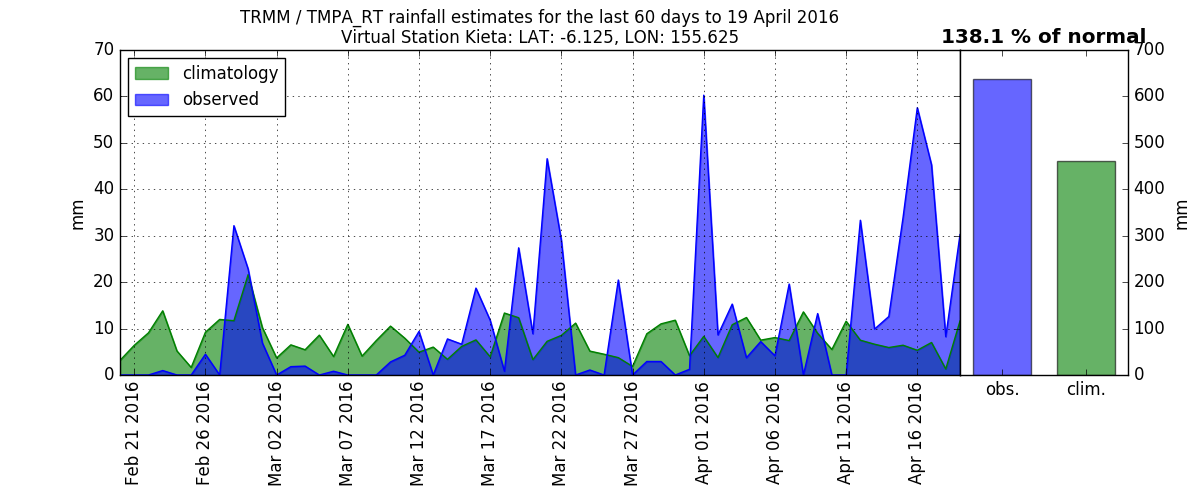 TRMM / TMPA_RT rainfall estimates for the last 60 days to 19 April 2016
Virtual Station Kieta: LAT: -6.125, LON: 155.625
138.1 % of normal
climatology
observed
70
60
50
40
30
20
10
0
mm
Feb 21 2016
Feb 26 2016
Mar 02 2016
Mar 07 2016
Mar 12 2016
Mar 17 2016
Mar 22 2016
Mar 27 2016
Apr 01 2016
Apr 06 2016
Apr 11 2016
Apr 16 2016
700
600
500
400
300
200
100
0
mm
obs.
clim.